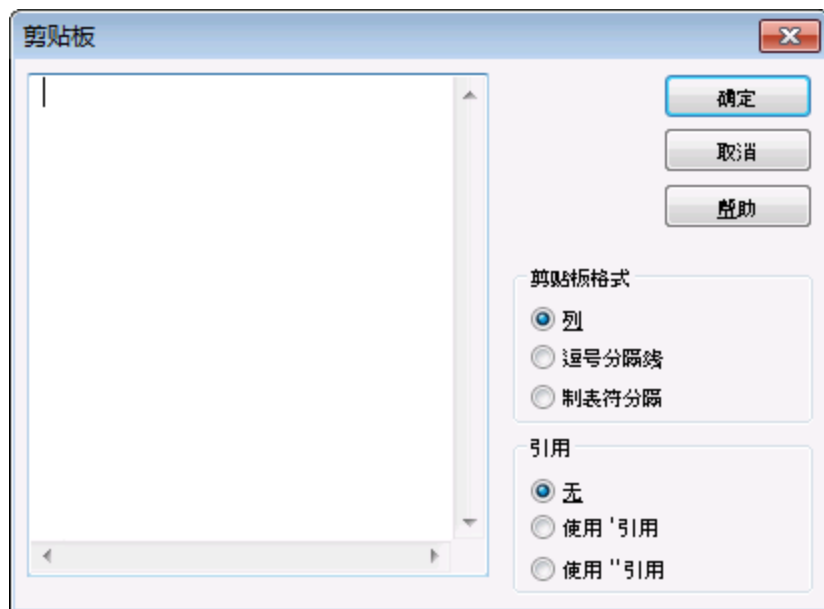 剪贴板
确定
取消
帮助
剪贴板格式
列
逗号分隔线
制表符分隔
引用
无
使用 '引用
使用 "引用